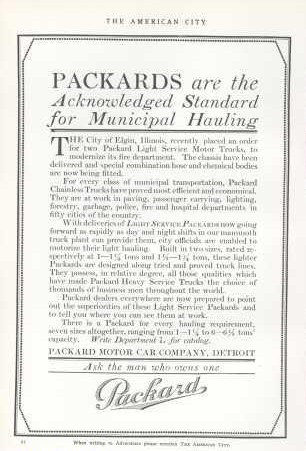 THE AMERICAN CITY
PACKARDS are the
Acknowledged Standard
for Municipal Hauling
THE City of Elgin, Illinois, recently placed an order
for two Packard Light Service Motor Trucks, to
modernize its fire department. The chassis have been
delivered and special combination hose and chemical bodies
are now being fitted.
For every class of municipal transportation, Packard
Chainless Trucks have proved most efficient and economical.
They are at work in paving, passenger carrying, lighting,
forestry, garbage, police, fire and hospital departments in
fifty cities of the country.
With deliveries of LIGHT SERVICE PACKARDS now going
forward as rapidly as day and night shifts in our mammoth
truck plant can provide them, city officials are enabled to
motorize their light hauling. Built in two sizes, rated re-
spectively at 1—1¼ tons and 1½—1¾ tons, these lighter
Packards are designed along tried and proved truck lines.
They possess, in relative degree, all those qualities which
have made Packard HEAVY Service Trucks the choice of
thousands of business men throughout the world.
Packard dealers everywhere are now prepared to point
out the superiorities of these Light Service Packards and
to tell you where you can see them at work.
There is a Packard for every hauling requirement,
seven sizes altogether, ranging from 1—1¼ to 6—6½ tons'
capacity. Write Department L for catalog.
PACKARD MOTOR CAR COMPANY, DETROIT
Ask the man who owns one
Packard
When writing to Advertisers please mention THE AMERICAN CITY.